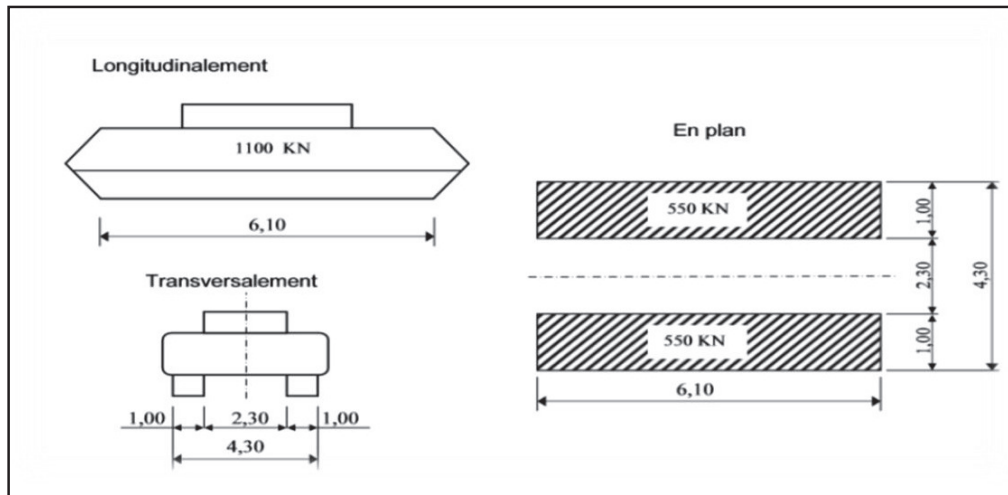 Longitudinalement
1100 KN
6,10
Transversalement
1,00
2,30
1,00
4,30
En plan
550 KN
550 KN
6,10
1,00
2,30
1,00
4,30